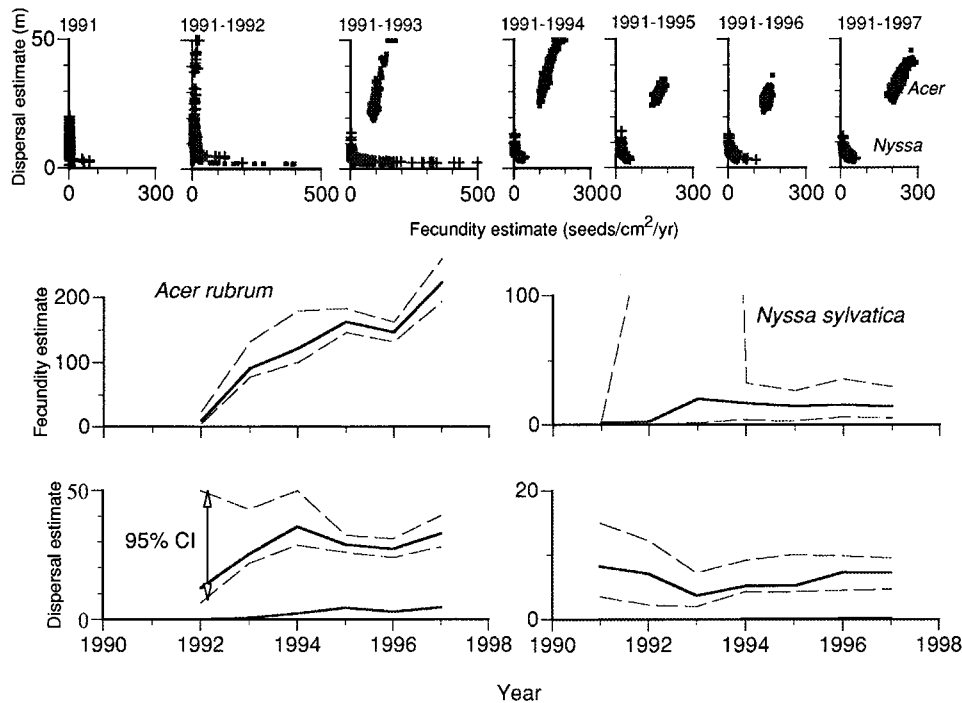 1991 1991-1992 1991-1993 1991-1994 1991-1995 1991-1996 1991-1997
Dispersal estimate (m)
50
0
Acer
Nyssa
0 300 0 500 0 500 0 300 0 300 0 300 0 300
Fecundity estimate (seeds/cm²/yr)
Fecundity estimate
200
100
0
Acer rubrum
100
0
Nyssa sylvatica
Dispersal estimate
50
0
95% CI
20
10
0
1990 1992 1994 1996 1998 1990 1992 1994 1996 1998
Year